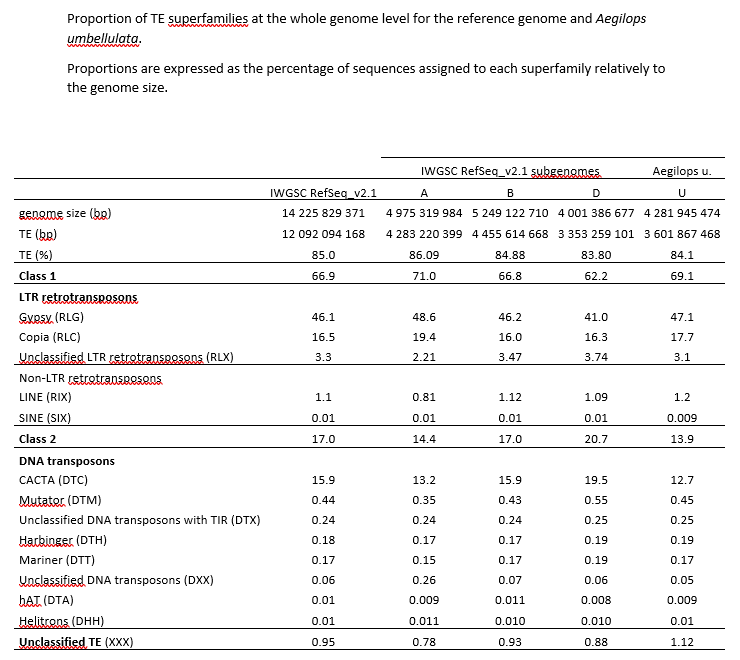 Proportion of TE superfamilies at the whole genome level for the reference genome and Aegilops
umbellulata.
Proportions are expressed as the percentage of sequences assigned to each superfamily relatively to
the genome size.
IWGSC RefSeq_v2.1 subgenomes Aegilops u.
IWGSC RefSeq_v2.1 A B D U
genome size (bp) 14 225 829 371 4 975 319 984 5 249 122 710 4 001 386 677 4 281 945 474
TE (bp) 12 092 094 168 4 283 220 399 4 455 614 668 3 353 259 101 3 601 867 468
TE (%) 85.0 86.09 84.88 83.80 84.1
Class 1 66.9 71.0 66.8 62.2 69.1
LTR retrotransposons
Gypsy (RLG) 46.1 48.6 46.2 41.0 47.1
Copia (RLC) 16.5 19.4 16.0 16.3 17.7
Unclassified LTR retrotransposons (RLX) 3.3 2.21 3.47 3.74 3.1
Non-LTR retrotransposons
LINE (RIX) 1.1 0.81 1.12 1.09 1.2
SINE (SIX) 0.01 0.01 0.01 0.01 0.009
Class 2 17.0 14.4 17.0 20.7 13.9
DNA transposons
CACTA (DTC) 15.9 13.2 15.9 19.5 12.7
Mutator (DTM) 0.44 0.35 0.43 0.55 0.45
Unclassified DNA transposons with TIR (DTX) 0.24 0.24 0.24 0.25 0.25
Harbinger (DTH) 0.18 0.17 0.17 0.19 0.19
Mariner (DTT) 0.17 0.15 0.17 0.19 0.17
Unclassified DNA transposons (DXX) 0.06 0.26 0.07 0.06 0.05
hAT (DTA) 0.01 0.009 0.011 0.008 0.009
Helitrons (DHH) 0.01 0.011 0.010 0.010 0.01
Unclassified TE (XXX) 0.95 0.78 0.93 0.88 1.12